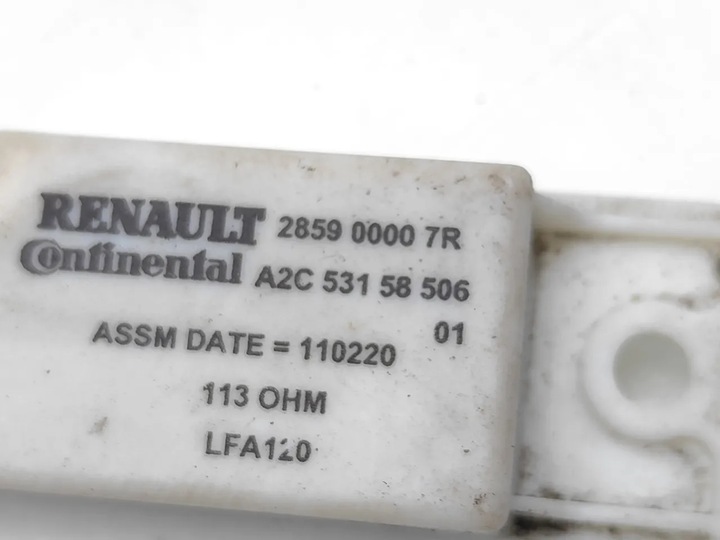 RENAULT 2859 0000 7R
Continental A2C 531 58 506
01
ASSM DATE = 110220
113 OHM
LFA120